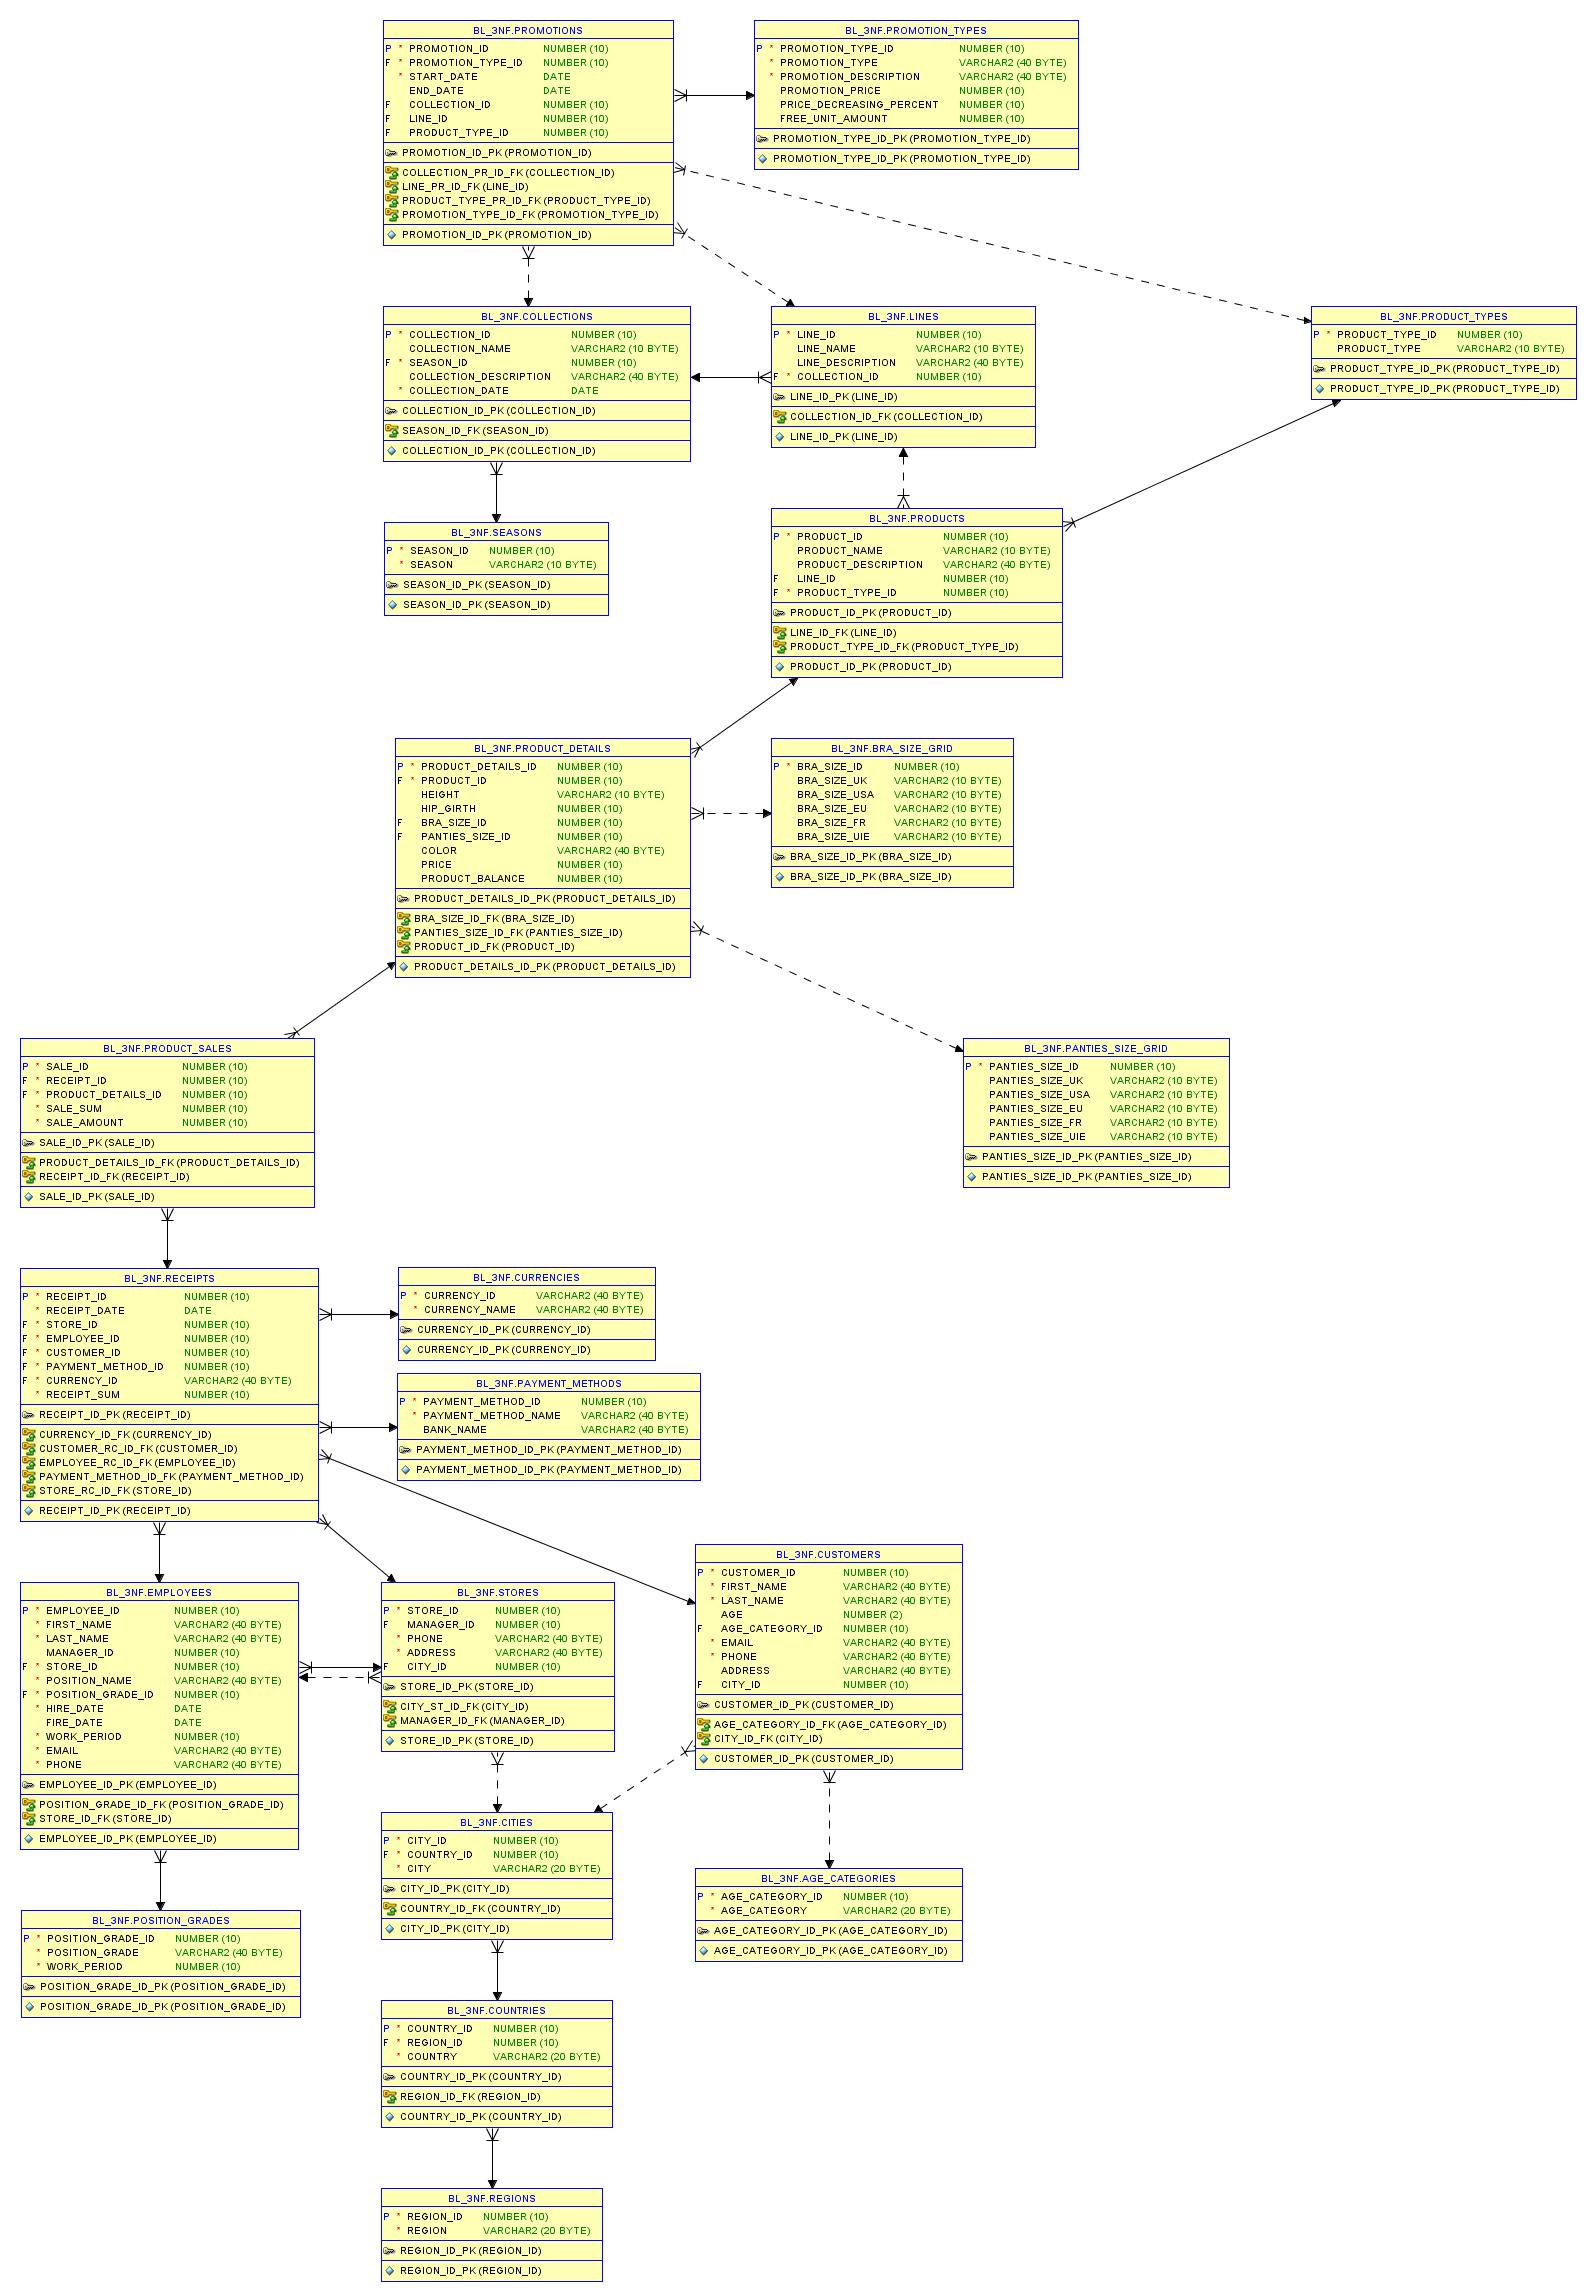 BL_3NF.PROMOTIONS
P * PROMOTION_ID NUMBER (10)
F * PROMOTION_TYPE_ID NUMBER (10)
* START_DATE DATE
END_DATE DATE
F COLLECTION_ID NUMBER (10)
F LINE_ID NUMBER (10)
F PRODUCT_TYPE_ID NUMBER (10)
PROMOTION_ID_PK (PROMOTION_ID)
COLLECTION_PR_ID_FK (COLLECTION_ID)
LINE_PR_ID_FK (LINE_ID)
PRODUCT_TYPE_PR_ID_FK (PRODUCT_TYPE_ID)
PROMOTION_TYPE_ID_FK (PROMOTION_TYPE_ID)
PROMOTION_ID_PK (PROMOTION_ID)
BL_3NF.PROMOTION_TYPES
P * PROMOTION_TYPE_ID NUMBER (10)
* PROMOTION_TYPE VARCHAR2 (40 BYTE)
* PROMOTION_DESCRIPTION VARCHAR2 (40 BYTE)
PROMOTION_PRICE NUMBER (10)
PRICE_DECREASING_PERCENT NUMBER (10)
FREE_UNIT_AMOUNT NUMBER (10)
PROMOTION_TYPE_ID_PK (PROMOTION_TYPE_ID)
PROMOTION_TYPE_ID_PK (PROMOTION_TYPE_ID)
BL_3NF.COLLECTIONS
P * COLLECTION_ID NUMBER (10)
COLLECTION_NAME VARCHAR2 (10 BYTE)
F * SEASON_ID NUMBER (10)
COLLECTION_DESCRIPTION VARCHAR2 (40 BYTE)
* COLLECTION_DATE DATE
COLLECTION_ID_PK (COLLECTION_ID)
SEASON_ID_FK (SEASON_ID)
COLLECTION_ID_PK (COLLECTION_ID)
BL_3NF.LINES
P * LINE_ID NUMBER (10)
LINE_NAME VARCHAR2 (10 BYTE)
LINE_DESCRIPTION VARCHAR2 (40 BYTE)
F * COLLECTION_ID NUMBER (10)
LINE_ID_PK (LINE_ID)
COLLECTION_ID_FK (COLLECTION_ID)
LINE_ID_PK (LINE_ID)
BL_3NF.PRODUCT_TYPES
P * PRODUCT_TYPE_ID NUMBER (10)
PRODUCT_TYPE VARCHAR2 (10 BYTE)
PRODUCT_TYPE_ID_PK (PRODUCT_TYPE_ID)
PRODUCT_TYPE_ID_PK (PRODUCT_TYPE_ID)
BL_3NF.SEASONS
P * SEASON_ID NUMBER (10)
* SEASON VARCHAR2 (10 BYTE)
SEASON_ID_PK (SEASON_ID)
SEASON_ID_PK (SEASON_ID)
BL_3NF.PRODUCTS
P * PRODUCT_ID NUMBER (10)
PRODUCT_NAME VARCHAR2 (10 BYTE)
PRODUCT_DESCRIPTION VARCHAR2 (40 BYTE)
F LINE_ID NUMBER (10)
F * PRODUCT_TYPE_ID NUMBER (10)
PRODUCT_ID_PK (PRODUCT_ID)
LINE_ID_FK (LINE_ID)
PRODUCT_TYPE_ID_FK (PRODUCT_TYPE_ID)
PRODUCT_ID_PK (PRODUCT_ID)
BL_3NF.PRODUCT_DETAILS
P * PRODUCT_DETAILS_ID NUMBER (10)
F * PRODUCT_ID NUMBER (10)
HEIGHT VARCHAR2 (10 BYTE)
HIP_GIRTH NUMBER (10)
F BRA_SIZE_ID NUMBER (10)
F PANTIES_SIZE_ID NUMBER (10)
COLOR VARCHAR2 (40 BYTE)
PRICE NUMBER (10)
PRODUCT_BALANCE NUMBER (10)
PRODUCT_DETAILS_ID_PK (PRODUCT_DETAILS_ID)
BRA_SIZE_ID_FK (BRA_SIZE_ID)
PANTIES_SIZE_ID_FK (PANTIES_SIZE_ID)
PRODUCT_ID_FK (PRODUCT_ID)
PRODUCT_DETAILS_ID_PK (PRODUCT_DETAILS_ID)
BL_3NF.BRA_SIZE_GRID
P * BRA_SIZE_ID NUMBER (10)
BRA_SIZE_UK VARCHAR2 (10 BYTE)
BRA_SIZE_USA VARCHAR2 (10 BYTE)
BRA_SIZE_EU VARCHAR2 (10 BYTE)
BRA_SIZE_FR VARCHAR2 (10 BYTE)
BRA_SIZE_UIE VARCHAR2 (10 BYTE)
BRA_SIZE_ID_PK (BRA_SIZE_ID)
BRA_SIZE_ID_PK (BRA_SIZE_ID)
BL_3NF.PRODUCT_SALES
P * SALE_ID NUMBER (10)
F * RECEIPT_ID NUMBER (10)
F * PRODUCT_DETAILS_ID NUMBER (10)
* SALE_SUM NUMBER (10)
* SALE_AMOUNT NUMBER (10)
SALE_ID_PK (SALE_ID)
PRODUCT_DETAILS_ID_FK (PRODUCT_DETAILS_ID)
RECEIPT_ID_FK (RECEIPT_ID)
SALE_ID_PK (SALE_ID)
BL_3NF.PANTIES_SIZE_GRID
P * PANTIES_SIZE_ID NUMBER (10)
PANTIES_SIZE_UK VARCHAR2 (10 BYTE)
PANTIES_SIZE_USA VARCHAR2 (10 BYTE)
PANTIES_SIZE_EU VARCHAR2 (10 BYTE)
PANTIES_SIZE_FR VARCHAR2 (10 BYTE)
PANTIES_SIZE_UIE VARCHAR2 (10 BYTE)
PANTIES_SIZE_ID_PK (PANTIES_SIZE_ID)
PANTIES_SIZE_ID_PK (PANTIES_SIZE_ID)
BL_3NF.RECEIPTS
P * RECEIPT_ID NUMBER (10)
* RECEIPT_DATE DATE
F * STORE_ID NUMBER (10)
F * EMPLOYEE_ID NUMBER (10)
F * CUSTOMER_ID NUMBER (10)
F * PAYMENT_METHOD_ID NUMBER (10)
F * CURRENCY_ID VARCHAR2 (40 BYTE)
* RECEIPT_SUM NUMBER (10)
RECEIPT_ID_PK (RECEIPT_ID)
CURRENCY_ID_FK (CURRENCY_ID)
CUSTOMER_RC_ID_FK (CUSTOMER_ID)
EMPLOYEE_RC_ID_FK (EMPLOYEE_ID)
PAYMENT_METHOD_ID_FK (PAYMENT_METHOD_ID)
STORE_RC_ID_FK (STORE_ID)
RECEIPT_ID_PK (RECEIPT_ID)
BL_3NF.CURRENCIES
P * CURRENCY_ID VARCHAR2 (40 BYTE)
* CURRENCY_NAME VARCHAR2 (40 BYTE)
CURRENCY_ID_PK (CURRENCY_ID)
CURRENCY_ID_PK (CURRENCY_ID)
BL_3NF.PAYMENT_METHODS
P * PAYMENT_METHOD_ID NUMBER (10)
* PAYMENT_METHOD_NAME VARCHAR2 (40 BYTE)
BANK_NAME VARCHAR2 (40 BYTE)
PAYMENT_METHOD_ID_PK (PAYMENT_METHOD_ID)
PAYMENT_METHOD_ID_PK (PAYMENT_METHOD_ID)
BL_3NF.EMPLOYEES
P * EMPLOYEE_ID NUMBER (10)
* FIRST_NAME VARCHAR2 (40 BYTE)
* LAST_NAME VARCHAR2 (40 BYTE)
MANAGER_ID NUMBER (10)
F * STORE_ID NUMBER (10)
* POSITION_NAME VARCHAR2 (40 BYTE)
F * POSITION_GRADE_ID NUMBER (10)
* HIRE_DATE DATE
FIRE_DATE DATE
* WORK_PERIOD NUMBER (10)
* EMAIL VARCHAR2 (40 BYTE)
* PHONE VARCHAR2 (40 BYTE)
EMPLOYEE_ID_PK (EMPLOYEE_ID)
POSITION_GRADE_ID_FK (POSITION_GRADE_ID)
STORE_ID_FK (STORE_ID)
EMPLOYEE_ID_PK (EMPLOYEE_ID)
BL_3NF.STORES
P * STORE_ID NUMBER (10)
F MANAGER_ID NUMBER (10)
* PHONE VARCHAR2 (40 BYTE)
* ADDRESS VARCHAR2 (40 BYTE)
F CITY_ID NUMBER (10)
STORE_ID_PK (STORE_ID)
CITY_ST_ID_FK (CITY_ID)
MANAGER_ID_FK (MANAGER_ID)
STORE_ID_PK (STORE_ID)
BL_3NF.CUSTOMERS
P * CUSTOMER_ID NUMBER (10)
* FIRST_NAME VARCHAR2 (40 BYTE)
* LAST_NAME VARCHAR2 (40 BYTE)
AGE NUMBER (2)
F AGE_CATEGORY_ID NUMBER (10)
* EMAIL VARCHAR2 (40 BYTE)
* PHONE VARCHAR2 (40 BYTE)
ADDRESS VARCHAR2 (40 BYTE)
F CITY_ID NUMBER (10)
CUSTOMER_ID_PK (CUSTOMER_ID)
AGE_CATEGORY_ID_FK (AGE_CATEGORY_ID)
CITY_ID_FK (CITY_ID)
CUSTOMER_ID_PK (CUSTOMER_ID)
BL_3NF.CITIES
P * CITY_ID NUMBER (10)
F * COUNTRY_ID NUMBER (10)
* CITY VARCHAR2 (20 BYTE)
CITY_ID_PK (CITY_ID)
COUNTRY_ID_FK (COUNTRY_ID)
CITY_ID_PK (CITY_ID)
BL_3NF.AGE_CATEGORIES
P * AGE_CATEGORY_ID NUMBER (10)
* AGE_CATEGORY VARCHAR2 (20 BYTE)
AGE_CATEGORY_ID_PK (AGE_CATEGORY_ID)
AGE_CATEGORY_ID_PK (AGE_CATEGORY_ID)
BL_3NF.POSITION_GRADES
P * POSITION_GRADE_ID NUMBER (10)
* POSITION_GRADE VARCHAR2 (40 BYTE)
* WORK_PERIOD NUMBER (10)
POSITION_GRADE_ID_PK (POSITION_GRADE_ID)
POSITION_GRADE_ID_PK (POSITION_GRADE_ID)
BL_3NF.COUNTRIES
P * COUNTRY_ID NUMBER (10)
F * REGION_ID NUMBER (10)
* COUNTRY VARCHAR2 (20 BYTE)
COUNTRY_ID_PK (COUNTRY_ID)
REGION_ID_FK (REGION_ID)
COUNTRY_ID_PK (COUNTRY_ID)
BL_3NF.REGIONS
P * REGION_ID NUMBER (10)
* REGION VARCHAR2 (20 BYTE)
REGION_ID_PK (REGION_ID)
REGION_ID_PK (REGION_ID)